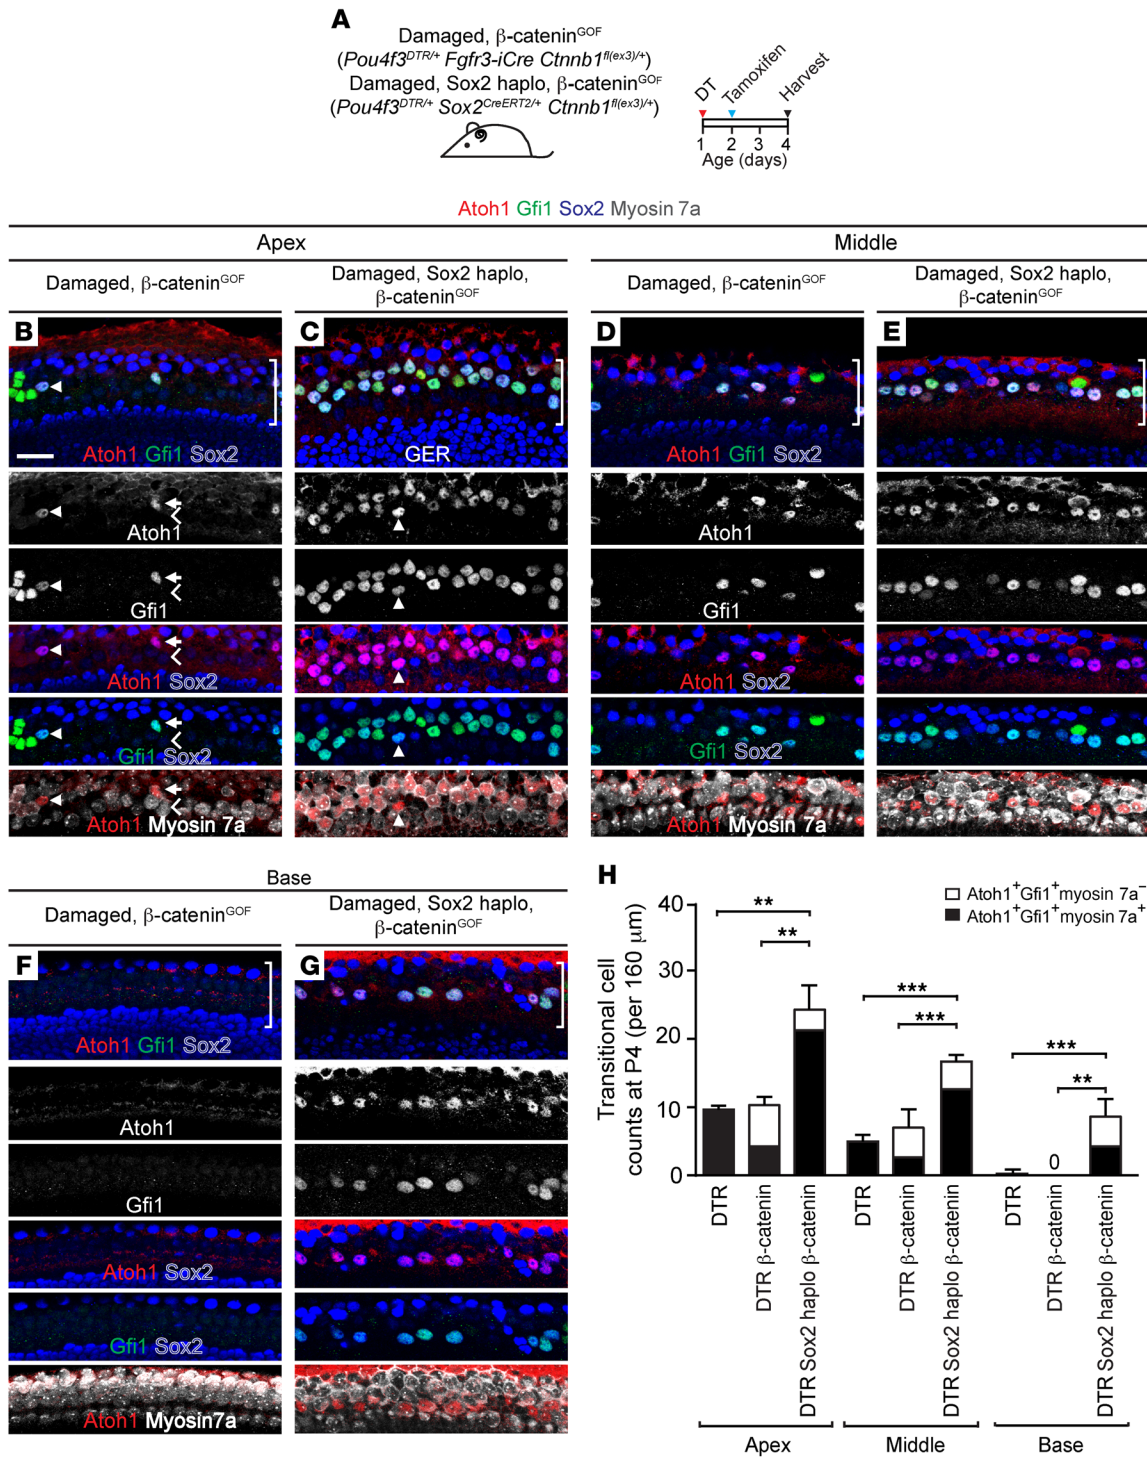 A
Damaged, β-catenin^GOF
(Pou4f3^DTR/+ Fgfr3-iCre Ctnnb1^fl(ex3)/+)
Damaged, Sox2 haplo, β-catenin^GOF
(Pou4f3^DTR/+ Sox2^CreERT2/+ Ctnnb1^fl(ex3)/+)
DT
Tamoxifen
Harvest
1 2 3 4
Age (days)
Atoh1 Gfi1 Sox2 Myosin 7a
Apex
Middle
Damaged, β-catenin^GOF
Damaged, Sox2 haplo,
β-catenin^GOF
Damaged, β-catenin^GOF
Damaged, Sox2 haplo,
β-catenin^GOF
B
C
D
E
Atoh1 Gfi1 Sox2
GER
Atoh1 Gfi1 Sox2
Atoh1
Atoh1
Gfi1
Gfi1
Atoh1 Sox2
Atoh1 Sox2
Gfi1 Sox2
Gfi1 Sox2
Atoh1 Myosin 7a
Atoh1 Myosin 7a
Base
Damaged, β-catenin^GOF
Damaged, Sox2 haplo,
β-catenin^GOF
F
G
Atoh1 Gfi1 Sox2
Atoh1
Gfi1
Atoh1 Sox2
Gfi1 Sox2
Atoh1 Myosin7a
H
Atoh1+Gfi1+myosin 7a−
Atoh1+Gfi1+myosin 7a+
Transitional cell
counts at P4 (per 160 μm)
40
30
20
10
0
**
**
***
***
***
**
0
DTR
DTR β-catenin
DTR Sox2 haplo β-catenin
DTR
DTR β-catenin
DTR Sox2 haplo β-catenin
DTR
DTR β-catenin
DTR Sox2 haplo β-catenin
Apex
Middle
Base